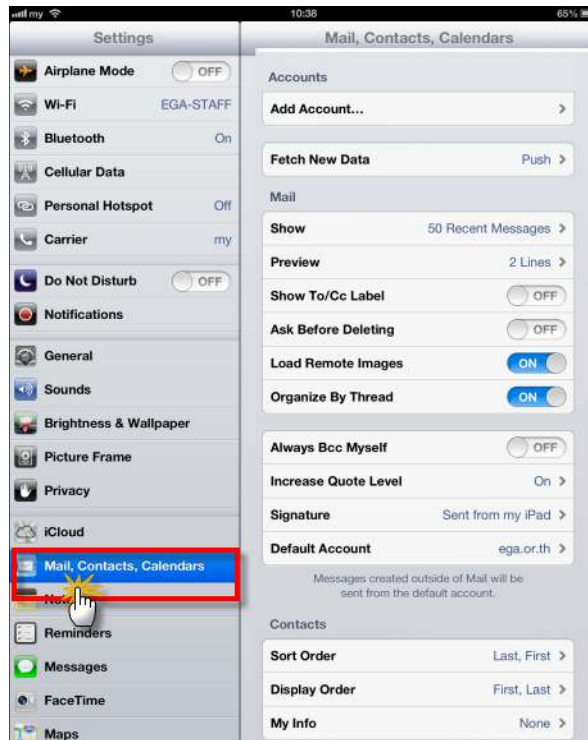 my 10:38 65%
Settings
Airplane Mode OFF
Wi-Fi EGA-STAFF
Bluetooth On
Cellular Data
Personal Hotspot Off
Carrier my
Do Not Disturb OFF
Notifications
General
Sounds
Brightness & Wallpaper
Picture Frame
Privacy
iCloud
Mail, Contacts, Calendars
Reminders
Messages
FaceTime
Maps
Mail, Contacts, Calendars
Accounts
Add Account...
Fetch New Data Push
Mail
Show 50 Recent Messages
Preview 2 Lines
Show To/Cc Label OFF
Ask Before Deleting OFF
Load Remote Images ON
Organize By Thread ON
Always Bcc Myself OFF
Increase Quote Level On
Signature Sent from my iPad
Default Account ega.or.th
Messages created outside of Mail will be
sent from the default account.
Contacts
Sort Order Last, First
Display Order First, Last
My Info None